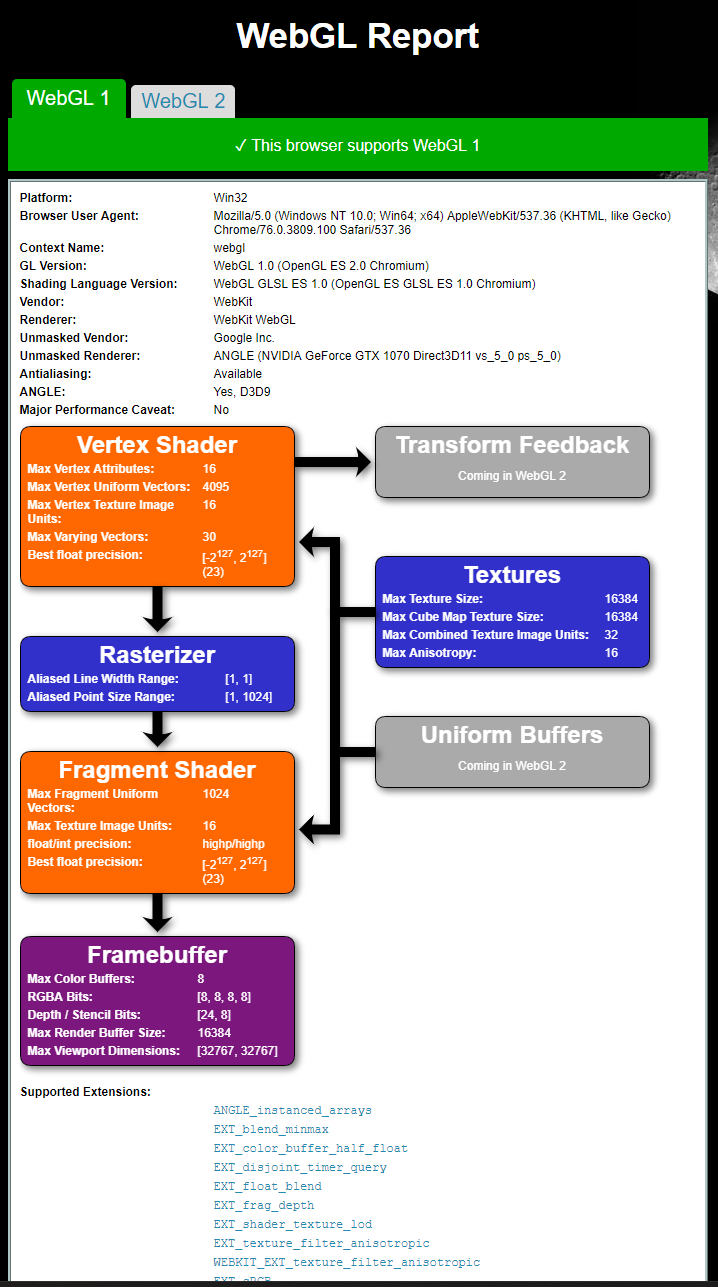 WebGL Report
WebGL 1
WebGL 2
✓ This browser supports WebGL 1
Platform: Win32
Browser User Agent: Mozilla/5.0 (Windows NT 10.0; Win64; x64) AppleWebKit/537.36 (KHTML, like Gecko)
Chrome/76.0.3809.100 Safari/537.36
Context Name: webgl
GL Version: WebGL 1.0 (OpenGL ES 2.0 Chromium)
Shading Language Version: WebGL GLSL ES 1.0 (OpenGL ES GLSL ES 1.0 Chromium)
Vendor: WebKit
Renderer: WebKit WebGL
Unmasked Vendor: Google Inc.
Unmasked Renderer: ANGLE (NVIDIA GeForce GTX 1070 Direct3D11 vs_5_0 ps_5_0)
Antialiasing: Available
ANGLE: Yes, D3D9
Major Performance Caveat: No
Vertex Shader
Max Vertex Attributes: 16
Max Vertex Uniform Vectors: 4095
Max Vertex Texture Image 16
Units:
Max Varying Vectors: 30
Best float precision: [-2¹²⁷, 2¹²⁷]
(23)
Transform Feedback
Coming in WebGL 2
Textures
Max Texture Size: 16384
Max Cube Map Texture Size: 16384
Max Combined Texture Image Units: 32
Max Anisotropy: 16
Rasterizer
Aliased Line Width Range: [1, 1]
Aliased Point Size Range: [1, 1024]
Uniform Buffers
Coming in WebGL 2
Fragment Shader
Max Fragment Uniform 1024
Vectors:
Max Texture Image Units: 16
float/int precision: highp/highp
Best float precision: [-2¹²⁷, 2¹²⁷]
(23)
Framebuffer
Max Color Buffers: 8
RGBA Bits: [8, 8, 8, 8]
Depth / Stencil Bits: [24, 8]
Max Render Buffer Size: 16384
Max Viewport Dimensions: [32767, 32767]
Supported Extensions:
ANGLE_instanced_arrays
EXT_blend_minmax
EXT_color_buffer_half_float
EXT_disjoint_timer_query
EXT_float_blend
EXT_frag_depth
EXT_shader_texture_lod
EXT_texture_filter_anisotropic
WEBKIT_EXT_texture_filter_anisotropic
EXT_sRGB